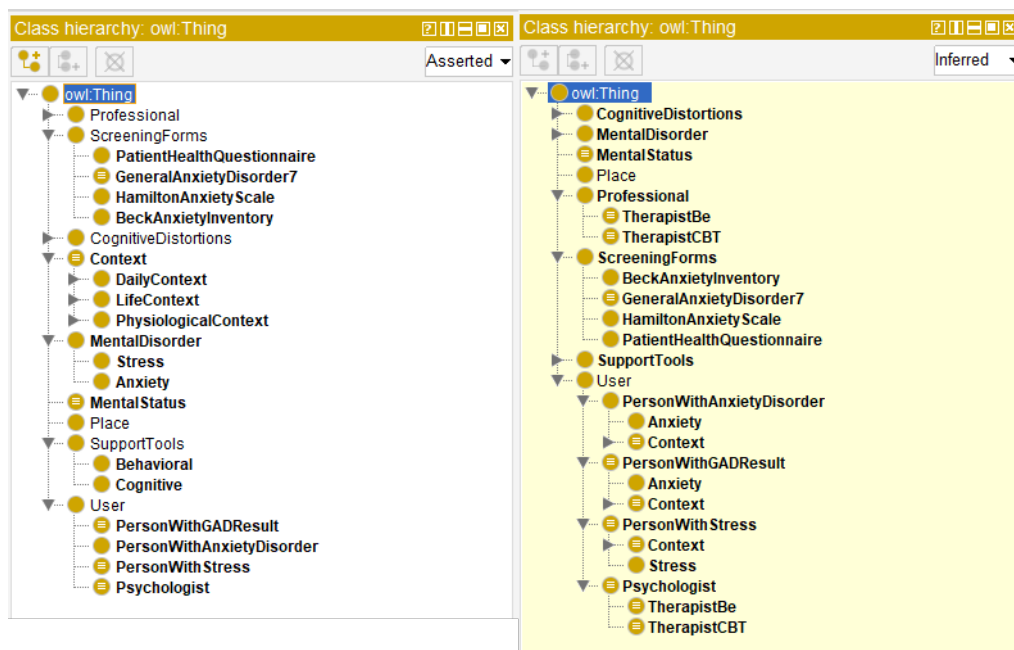 Class hierarchy: owl:Thing
Asserted
owl:Thing
Professional
ScreeningForms
PatientHealthQuestionnaire
GeneralAnxietyDisorder7
HamiltonAnxietyScale
BeckAnxietyInventory
CognitiveDistortions
Context
DailyContext
LifeContext
PhysiologicalContext
MentalDisorder
Stress
Anxiety
MentalStatus
Place
SupportTools
Behavioral
Cognitive
User
PersonWithGADResult
PersonWithAnxietyDisorder
PersonWithStress
Psychologist
Class hierarchy: owl:Thing
Inferred
owl:Thing
CognitiveDistortions
MentalDisorder
MentalStatus
Place
Professional
TherapistBe
TherapistCBT
ScreeningForms
BeckAnxietyInventory
GeneralAnxietyDisorder7
HamiltonAnxietyScale
PatientHealthQuestionnaire
SupportTools
User
PersonWithAnxietyDisorder
Anxiety
Context
PersonWithGADResult
Anxiety
Context
PersonWithStress
Context
Stress
Psychologist
TherapistBe
TherapistCBT